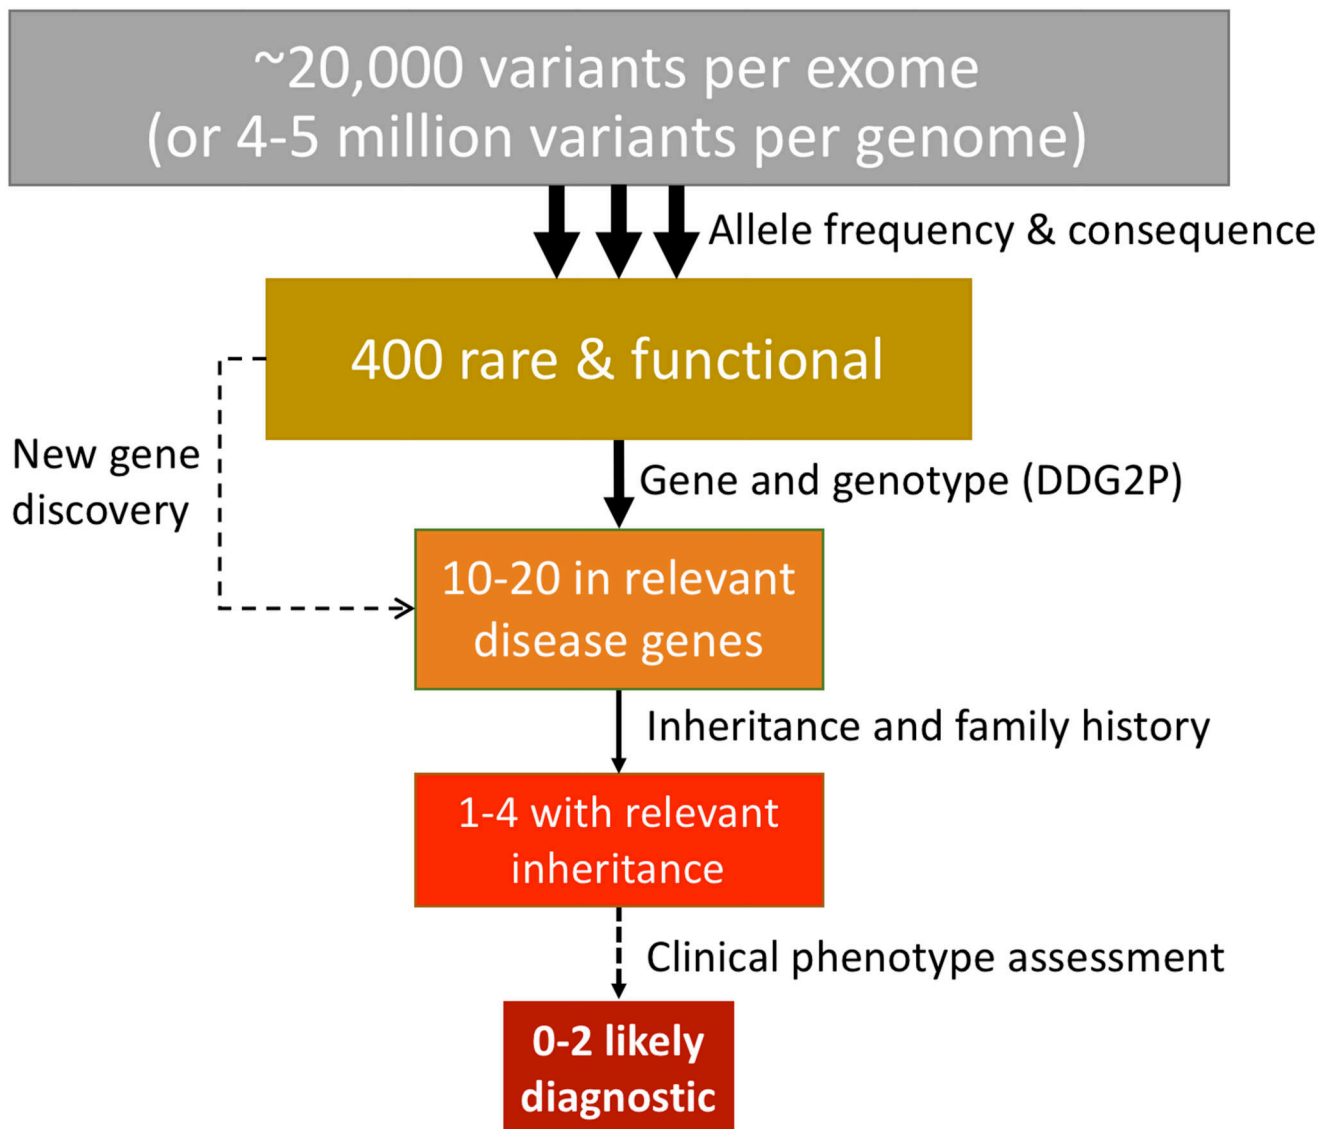 ~20,000 variants per exome
(or 4-5 million variants per genome)
Allele frequency & consequence
400 rare & functional
New gene
discovery
Gene and genotype (DDG2P)
10-20 in relevant
disease genes
Inheritance and family history
1-4 with relevant
inheritance
Clinical phenotype assessment
0-2 likely
diagnostic